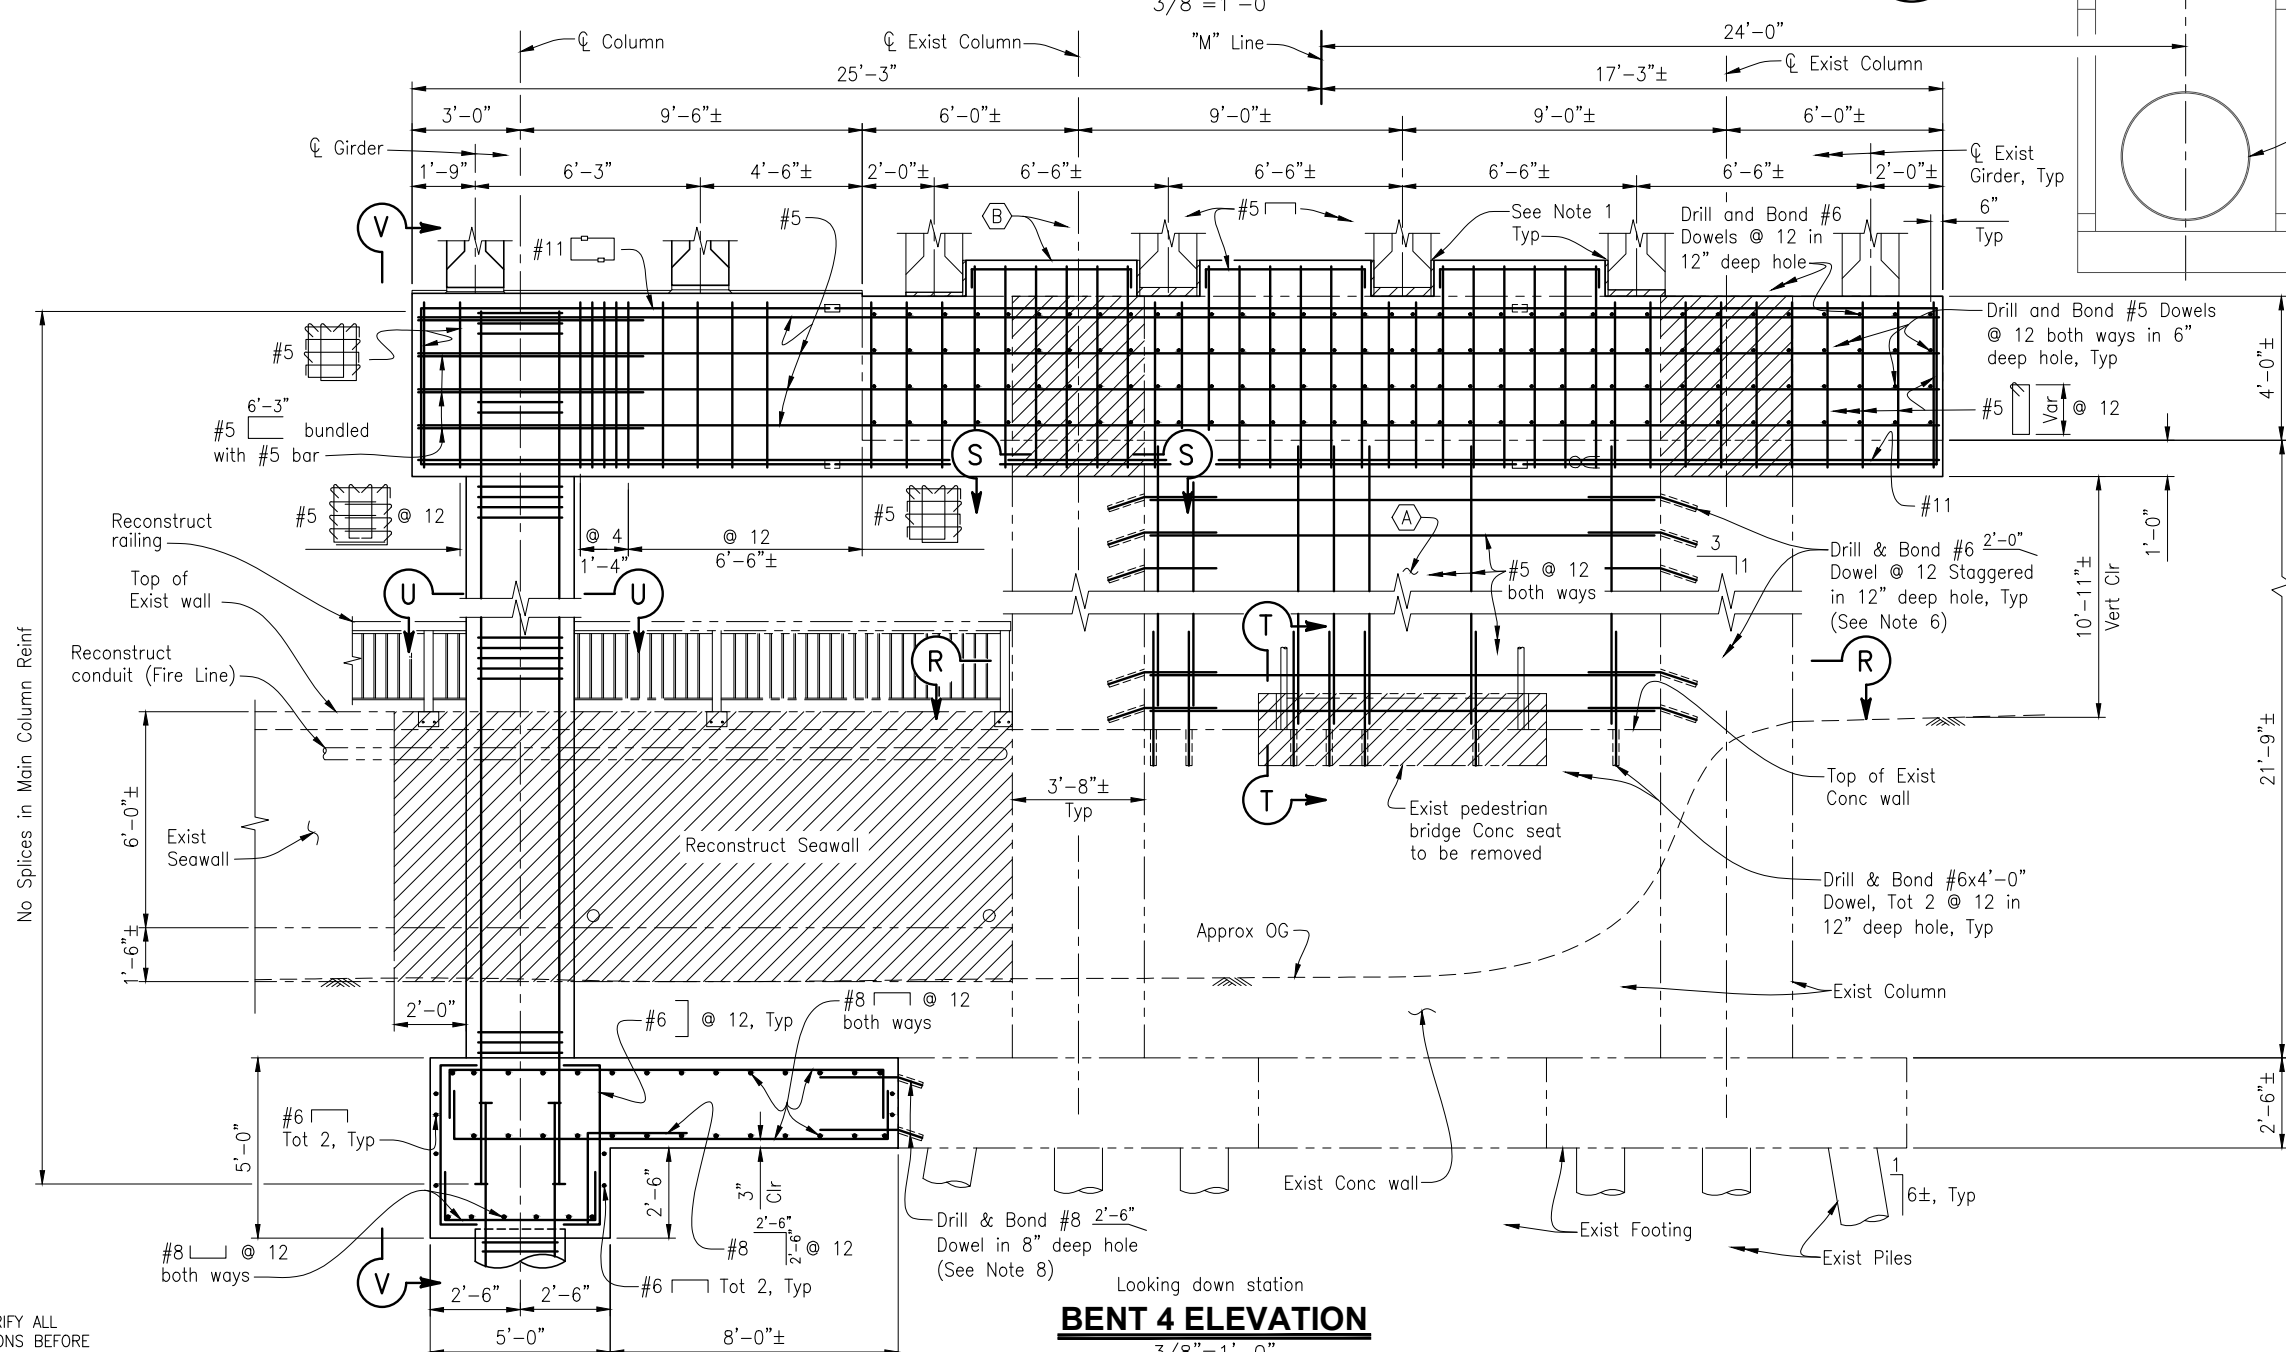 3/8"=1'-0"
℄ Column
℄ Exist Column
"M" Line
24'-0"
℄ Exist Column
25'-3"
17'-3"±
3'-0"
9'-6"±
6'-0"±
9'-0"±
9'-0"±
6'-0"±
℄ Girder
℄ Exist
Girder, Typ
1'-9"
6'-3"
4'-6"±
2'-0"±
6'-6"±
6'-6"±
6'-6"±
6'-6"±
2'-0"±
V
#11
#5
B
#5
See Note 1
Typ
Drill and Bond #6
Dowels @ 12 in
12" deep hole
6"
Typ
#5
Drill and Bond #5 Dowels
@ 12 both ways in 6"
deep hole, Typ
4'-0"±
6'-3"
#5 bundled
with #5 bar
#5 Var @ 12
S
S
#5 @ 12
#5
#11
Reconstruct
railing
@ 4
1'-4"
@ 12
6'-6"±
A
3
1
1'-0"
Top of
Exist wall
U
U
#5 @ 12
both ways
Drill & Bond #6 2'-0"
Dowel @ 12 Staggered
in 12" deep hole, Typ
(See Note 6)
10'-11"±
Vert Clr
Reconstruct
conduit (Fire Line)
R
T
R
No Splices in Main Column Reinf
21'-9"±
6'-0"±
Exist
Seawall
Reconstruct Seawall
3'-8"±
Typ
T
Exist pedestrian
bridge Conc seat
to be removed
Top of Exist
Conc wall
Drill & Bond #6x4'-0"
Dowel, Tot 2 @ 12 in
12" deep hole, Typ
1'-6"±
Approx OG
Exist Column
2'-0"
#6 @ 12, Typ
#8 @ 12
both ways
5'-0"
#6
Tot 2, Typ
2'-6"±
2'-6"
3"
Clr
Exist Conc wall
1
6±, Typ
#8 @ 12
both ways
#8 2'-6" 2'-6" @ 12
Drill & Bond #8 2'-6"
Dowel in 8" deep hole
(See Note 8)
Exist Footing
Exist Piles
V
2'-6"
2'-6"
#6 Tot 2, Typ
5'-0"
8'-0"±
Looking down station
BENT 4 ELEVATION
3/8"=1'-0"
RIFY ALL
ONS BEFORE